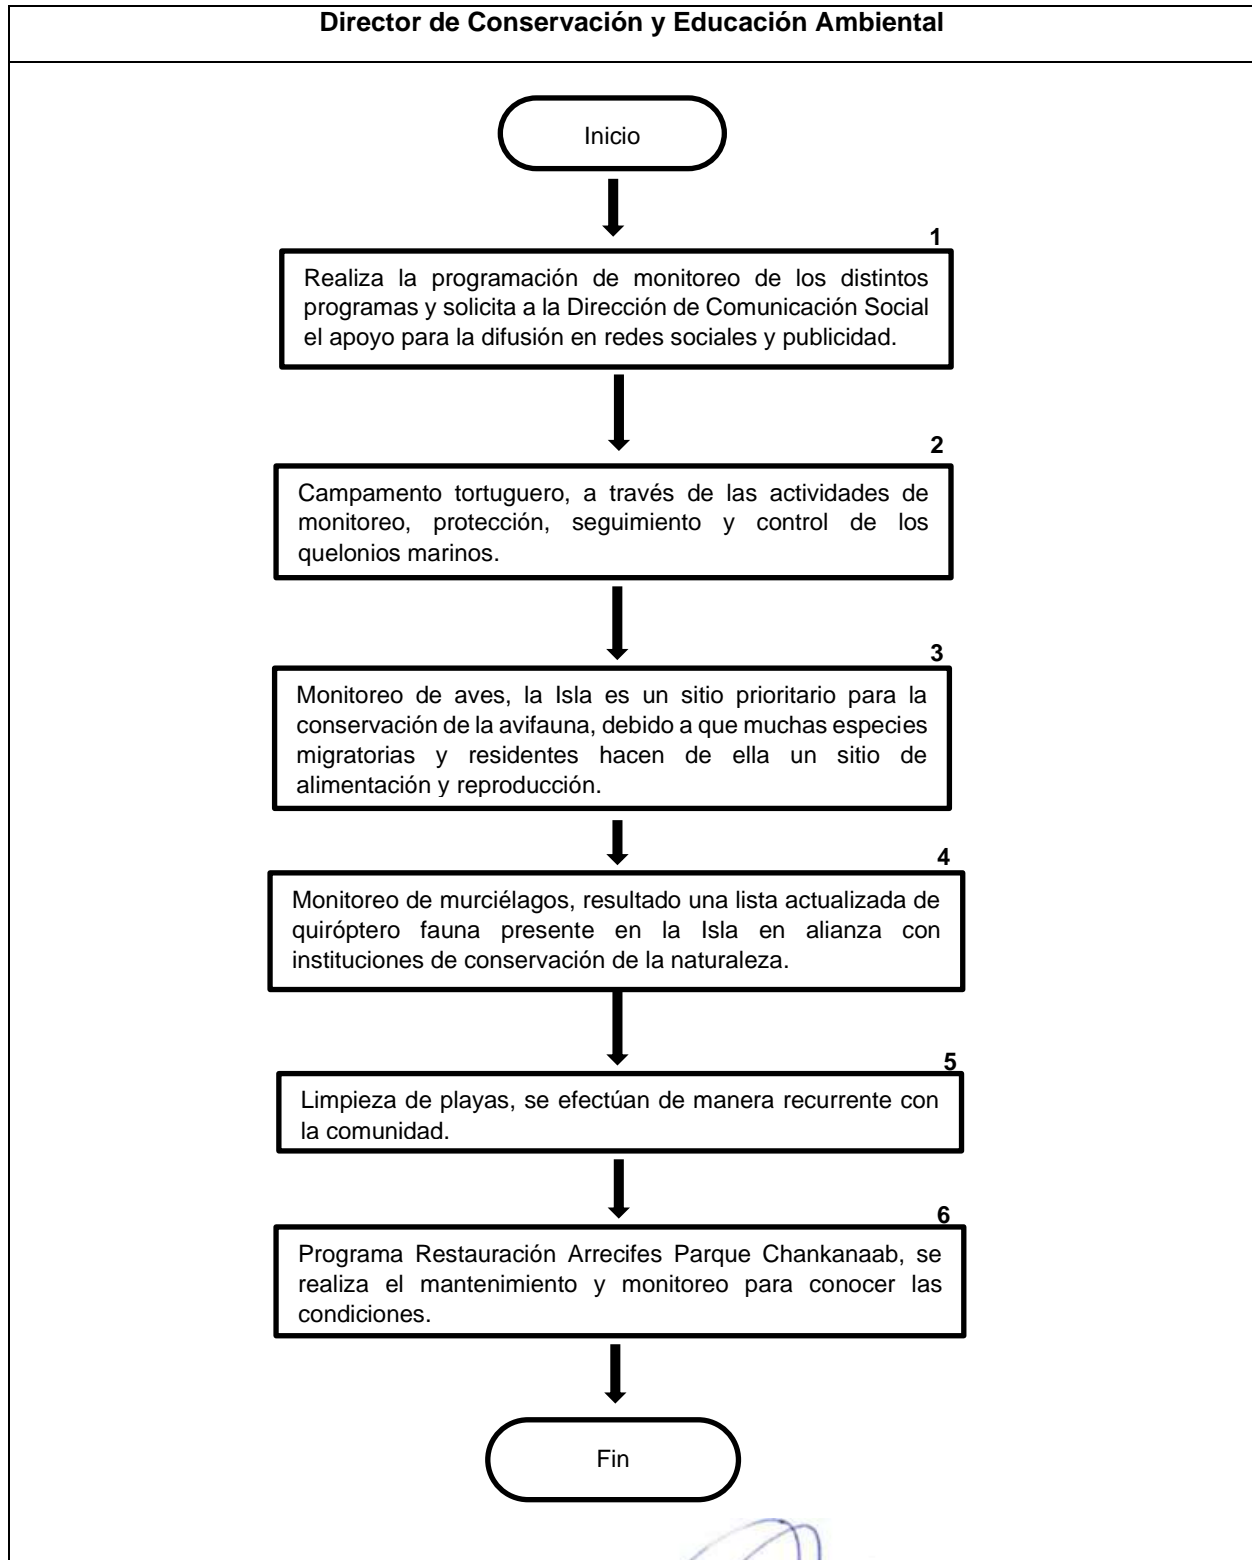 Director de Conservación y Educación Ambiental
Inicio
1
Realiza la programación de monitoreo de los distintos
programas y solicita a la Dirección de Comunicación Social
el apoyo para la difusión en redes sociales y publicidad.
2
Campamento tortuguero, a través de las actividades de
monitoreo, protección, seguimiento y control de los
quelonios marinos.
3
Monitoreo de aves, la Isla es un sitio prioritario para la
conservación de la avifauna, debido a que muchas especies
migratorias y residentes hacen de ella un sitio de
alimentación y reproducción.
4
Monitoreo de murciélagos, resultado una lista actualizada de
quiróptero fauna presente en la Isla en alianza con
instituciones de conservación de la naturaleza.
5
Limpieza de playas, se efectúan de manera recurrente con
la comunidad.
6
Programa Restauración Arrecifes Parque Chankanaab, se
realiza el mantenimiento y monitoreo para conocer las
condiciones.
Fin